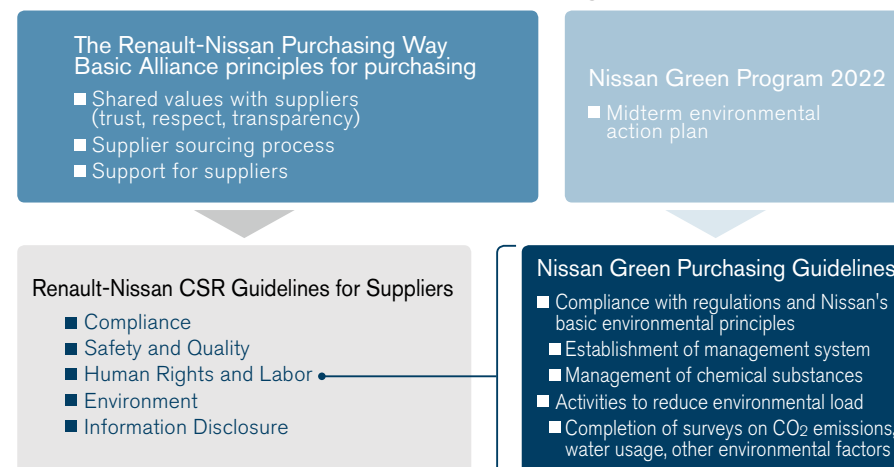 The Renault-Nissan Purchasing Way
Basic Alliance principles for purchasing
Shared values with suppliers
(trust, respect, transparency)
Supplier sourcing process
Support for suppliers
Nissan Green Program 2022
Midterm environmental
action plan
Renault-Nissan CSR Guidelines for Suppliers
Compliance
Safety and Quality
Human Rights and Labor
Environment
Information Disclosure
Nissan Green Purchasing Guidelines
Compliance with regulations and Nissan's
basic environmental principles
Establishment of management system
Management of chemical substances
Activities to reduce environmental load
Completion of surveys on CO2 emissions,
water usage, other environmental factors